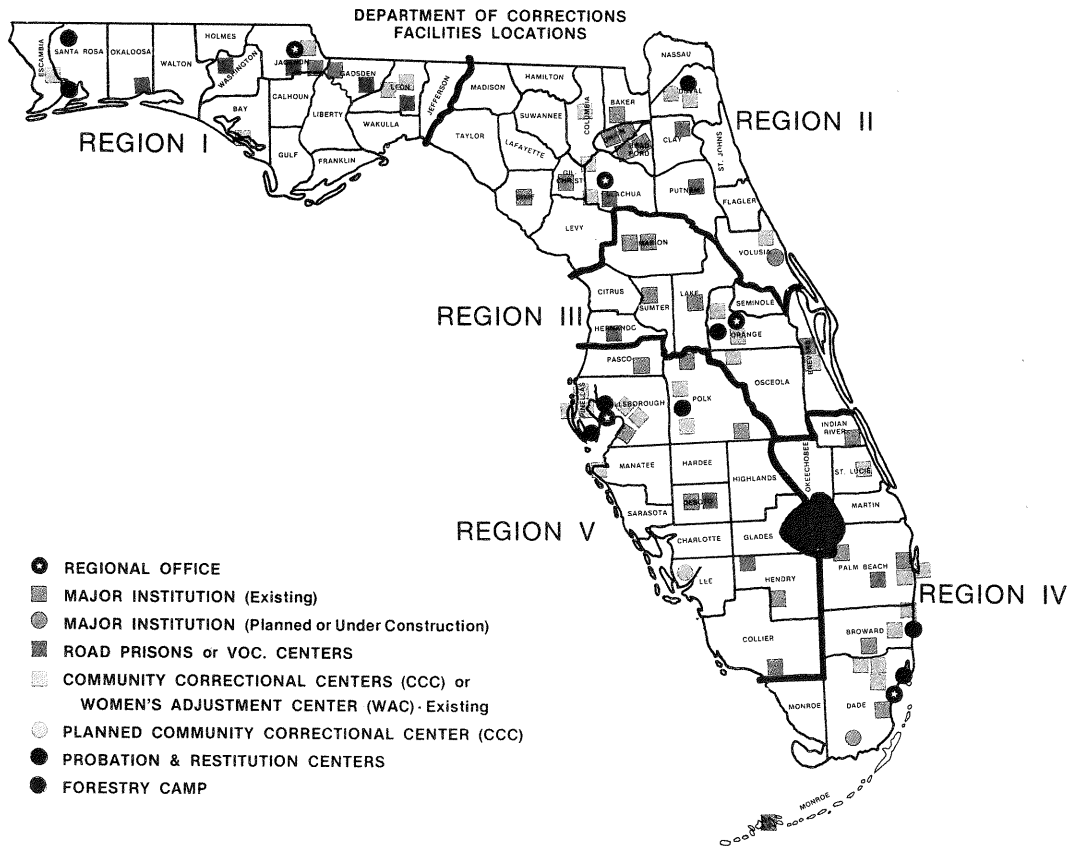 DEPARTMENT OF CORRECTIONS
FACILITIES LOCATIONS
ESCAMBIA
SANTA ROSA
OKALOOSA
WALTON
HOLMES
WASHINGTON
BAY
CALHOUN
GULF
LIBERTY
GADSDEN
LEON
WAKULLA
FRANKLIN
JEFFERSON
REGION I
MADISON
TAYLOR
HAMILTON
SUWANNEE
LAFAYETTE
COLUMBIA
BAKER
NASSAU
CLAY
ST. JOHNS
REGION II
PUTNAM
FLAGLER
VOLUSIA
LEVY
MARION
CITRUS
SUMTER
LAKE
SEMINOLE
ORANGE
REGION III
PASCO
OSCEOLA
BREVARD
PINELLAS
POLK
INDIAN
RIVER
MANATEE
HARDEE
HIGHLANDS
OKEECHOBEE
ST. LUCIE
SARASOTA
MARTIN
REGION V
CHARLOTTE
GLADES
LEE
HENDRY
PALM BEACH
REGION IV
COLLIER
BROWARD
MONROE
DADE
MONROE
REGIONAL OFFICE
MAJOR INSTITUTION (Existing)
MAJOR INSTITUTION (Planned or Under Construction)
ROAD PRISONS or VOC. CENTERS
COMMUNITY CORRECTIONAL CENTERS (CCC) or
WOMEN'S ADJUSTMENT CENTER (WAC) · Existing
PLANNED COMMUNITY CORRECTIONAL CENTER (CCC)
PROBATION & RESTITUTION CENTERS
FORESTRY CAMP